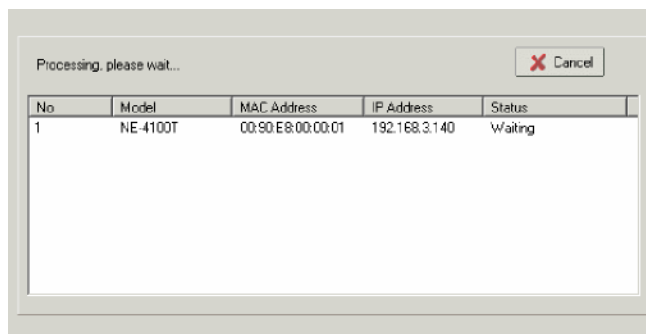 Processing, please wait...
Cancel
No Model MAC Address IP Address Status
1 NE-4100T 00:90:E8:00:00:01 192.168.3.140 Waiting